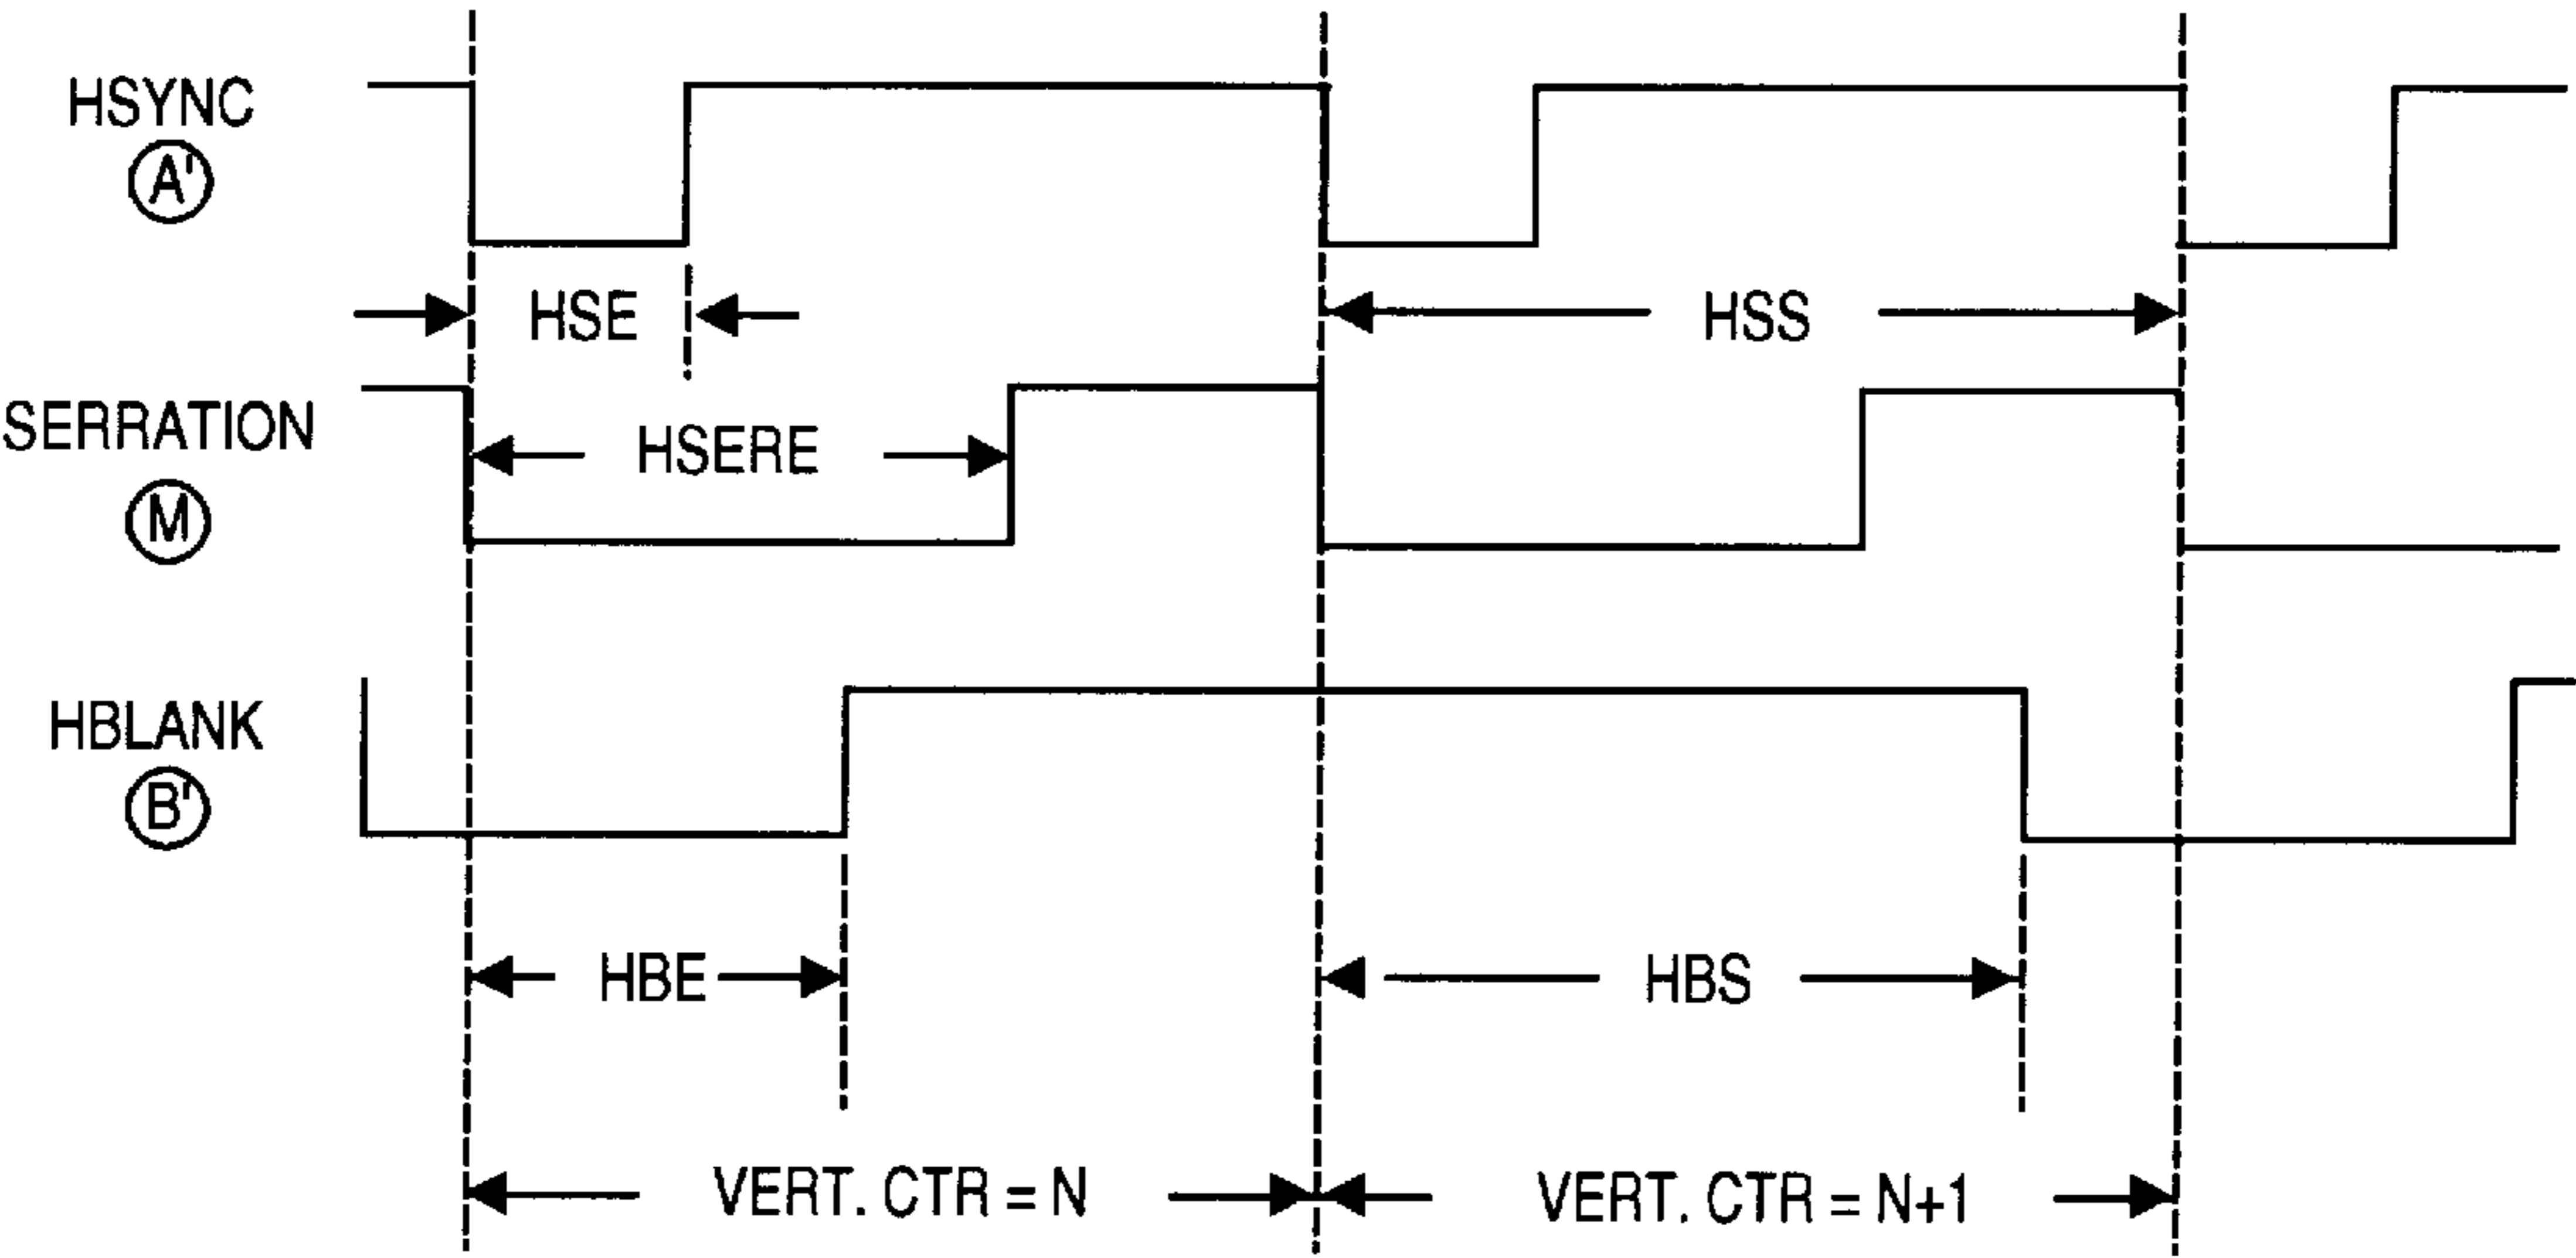 HSYNC
A'
HSE
HSS
SERRATION
M
HSERE
HBLANK
B'
HBE
HBS
VERT. CTR = N
VERT. CTR = N+1